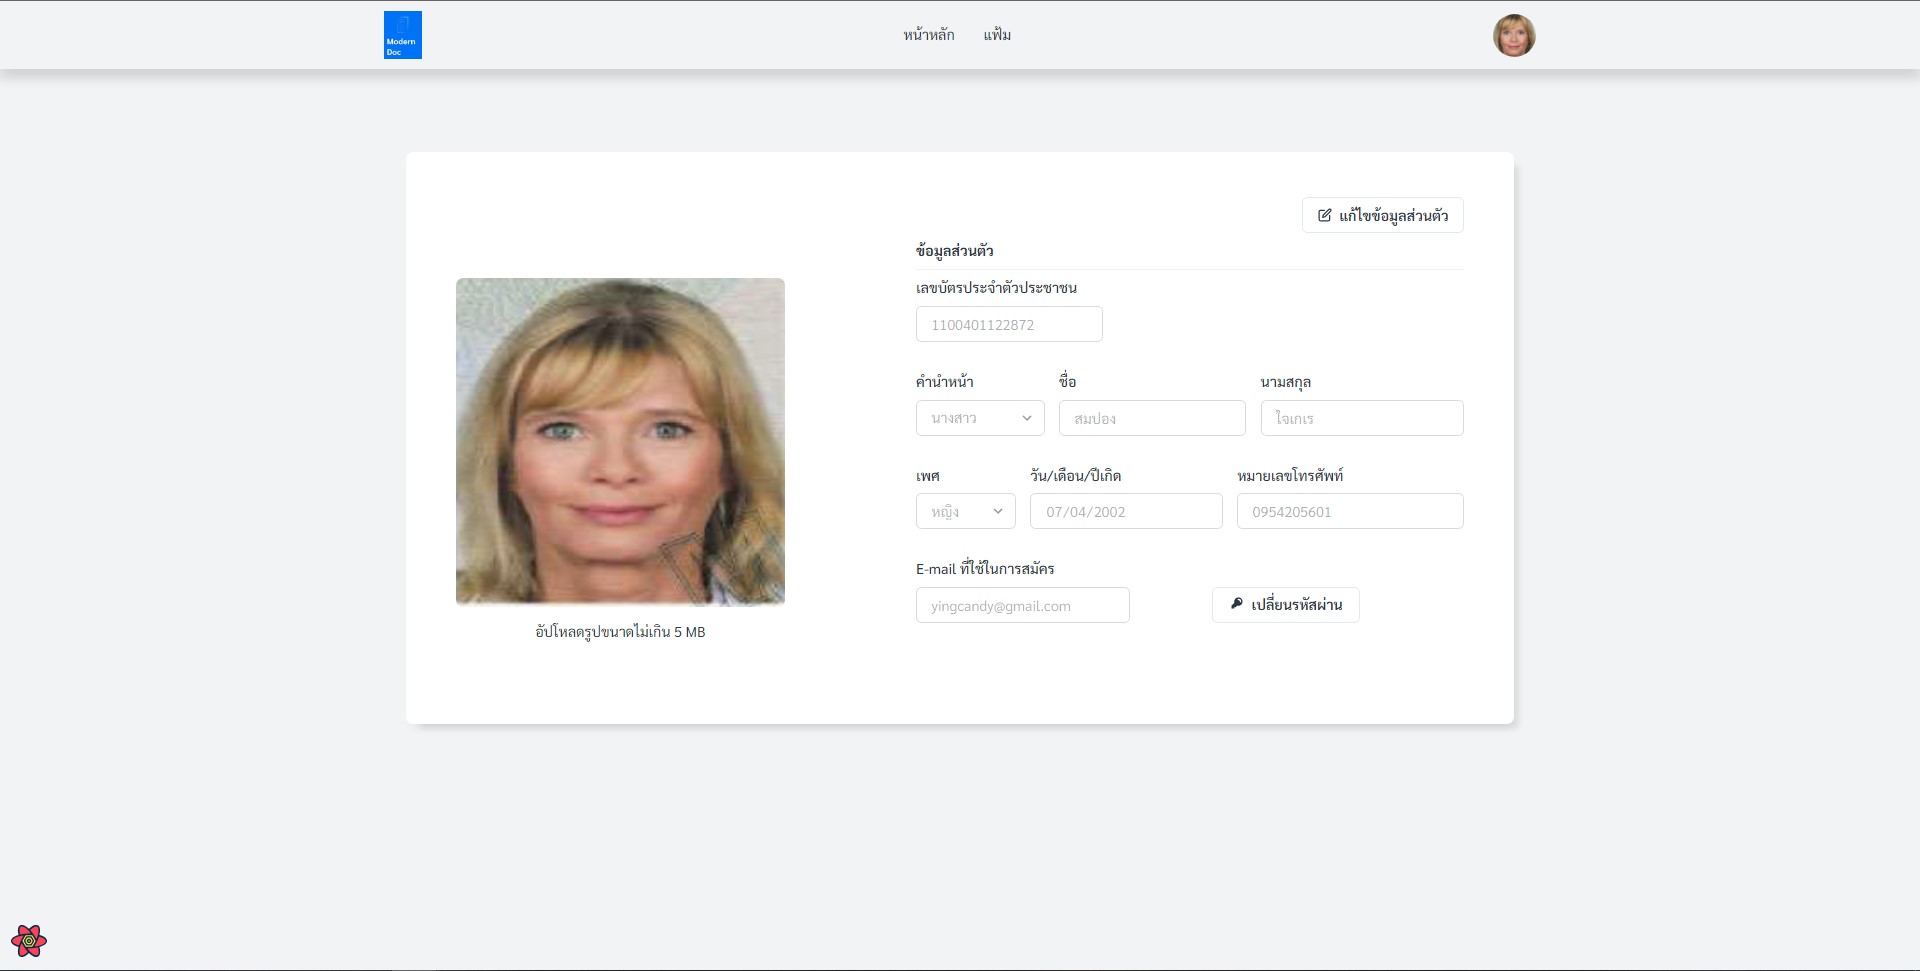 Modern
Doc
หน้าหลัก แฟ้ม
แก้ไขข้อมูลส่วนตัว
ข้อมูลส่วนตัว
เลขบัตรประจำตัวประชาชน
1100401122872
คำนำหน้า ชื่อ นามสกุล
นางสาว สมปอง ใจเกเร
เพศ วัน/เดือน/ปีเกิด หมายเลขโทรศัพท์
หญิง 07/04/2002 0954205601
E-mail ที่ใช้ในการสมัคร
yingcandy@gmail.com เปลี่ยนรหัสผ่าน
อัปโหลดรูปขนาดไม่เกิน 5 MB